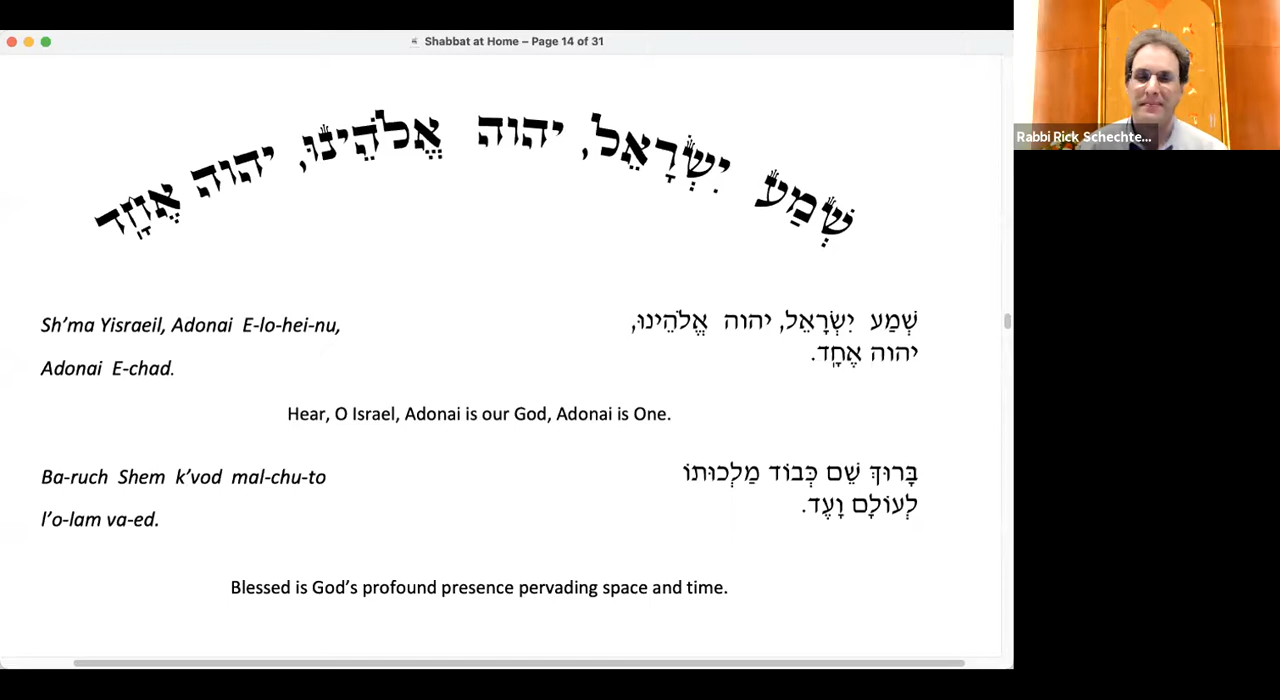 Shabbat at Home – Page 14 of 31
Rabbi Rick Schechte...
שְׁמַע יִשְׂרָאֵל, יהוה אֱלֹהֵינוּ, יהוה אֶחָד
Sh’ma Yisraeil, Adonai E-lo-hei-nu,
Adonai E-chad.
שְׁמַע יִשְׂרָאֵל, יהוה אֱלֹהֵינוּ,
יהוה אֶחָד.
Hear, O Israel, Adonai is our God, Adonai is One.
Ba-ruch Shem k’vod mal-chu-to
l’o-lam va-ed.
בָּרוּךְ שֵׁם כְּבוֹד מַלְכוּתוֹ
לְעוֹלָם וָעֶד.
Blessed is God’s profound presence pervading space and time.